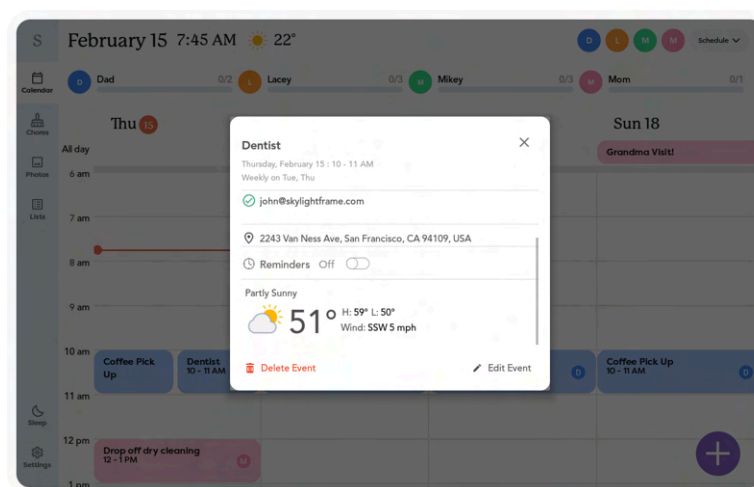 S
February 15 7:45 AM 22°
D L M M Schedule
D Dad 0/2 L Lacey 0/3 M Mikey 0/3 M Mom 0/1
Calendar
Chores
Photos
Lists
Sleep
Settings
Thu 15
Sun 18
All day
Grandma Visit!
6 am
7 am
8 am
9 am
10 am
11 am
12 pm
1 pm
Dentist
Thursday, February 15 : 10 - 11 AM
Weekly on Tue, Thu
john@skylightframe.com
2243 Van Ness Ave, San Francisco, CA 94109, USA
Reminders Off
Partly Sunny
51° H: 59° L: 50°
Wind: SSW 5 mph
Delete Event Edit Event
Coffee Pick
Up
Dentist
10 - 11 AM
D
Coffee Pick Up
10 - 11 AM
D
Drop off dry cleaning
12 - 1 PM
M